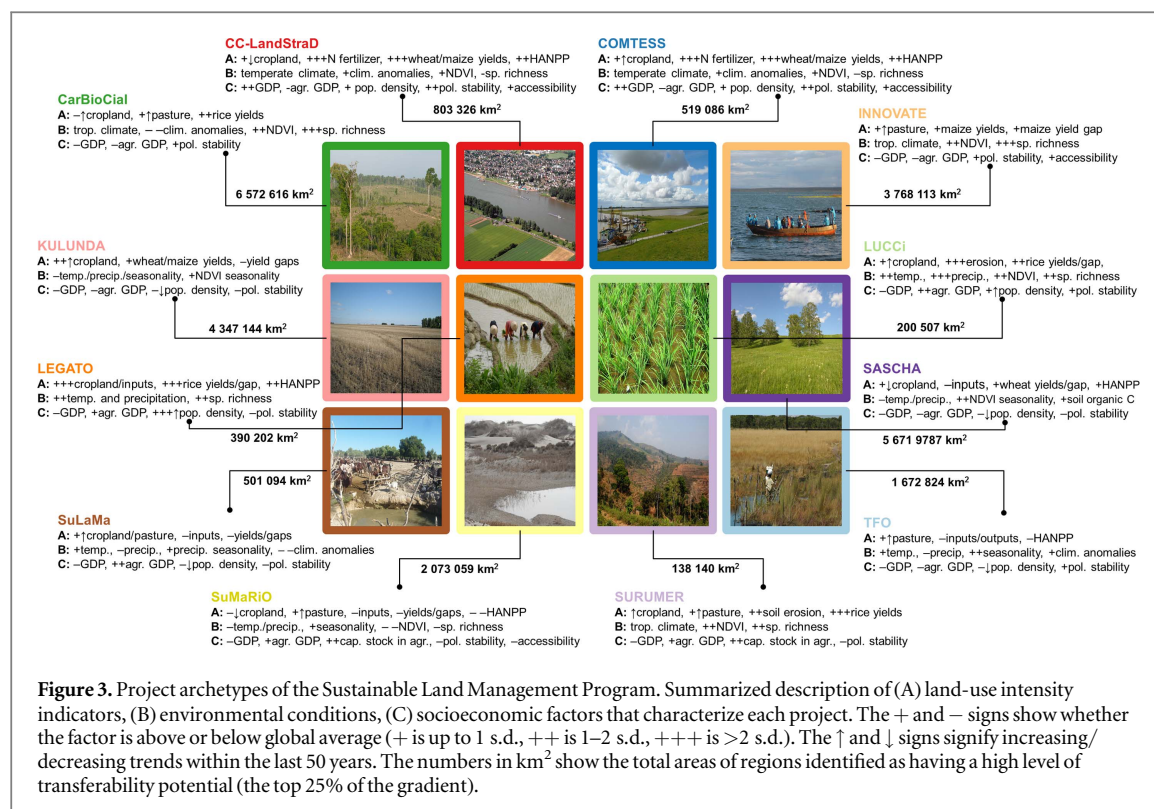 CC-LandStraD
A: +↓cropland, +++N fertilizer, +++wheat/maize yields, ++HANPP
B: temperate climate, +clim. anomalies, +NDVI, -sp. richness
C: ++GDP, -agr. GDP, + pop. density, ++pol. stability, +accessibility
803 326 km²
COMTESS
A: +↑cropland, +++N fertilizer, +++wheat/maize yields, ++HANPP
B: temperate climate, +clim. anomalies, +NDVI, –sp. richness
C: ++GDP, –agr. GDP, + pop. density, ++pol. stability, +accessibility
519 086 km²
CarBioCial
A: –↑cropland, +↑pasture, ++rice yields
B: trop. climate, – –clim. anomalies, ++NDVI, +++sp. richness
C: –GDP, –agr. GDP, +pol. stability
6 572 616 km²
INNOVATE
A: +↑pasture, +maize yields, +maize yield gap
B: trop. climate, ++NDVI, +++sp. richness
C: –GDP, –agr. GDP, +pol. stability, +accessibility
3 768 113 km²
KULUNDA
A: ++↑cropland, +wheat/maize yields, –yield gaps
B: –temp./precip./seasonality, +NDVI seasonality
C: –GDP, –agr. GDP, –↓pop. density, –pol. stability
4 347 144 km²
LUCCi
A: +↑cropland, +++erosion, ++rice yields/gap,
B: ++temp., +++precip., ++NDVI, ++sp. richness
C: –GDP, ++agr. GDP, +↑pop. density, +pol. stability
200 507 km²
LEGATO
A: +++cropland/inputs, +++rice yields/gap, ++HANPP
B: ++temp. and precipitation, ++sp. richness
C: –GDP, +agr. GDP, +++↑pop. density, –pol. stability
390 202 km²
SASCHA
A: +↓cropland, –inputs, +wheat yields/gap, +HANPP
B: –temp./precip., ++NDVI seasonality, +soil organic C
C: –GDP, –agr. GDP, –↓pop. density, –pol. stability
5 671 9787 km²
501 094 km²
SuLaMa
A: +↑cropland/pasture, –inputs, –yields/gaps
B: +temp., –precip., +precip. seasonality, – –clim. anomalies
C: –GDP, ++agr. GDP, –↓pop. density, –pol. stability
1 672 824 km²
TFO
A: +↑pasture, –inputs/outputs, –HANPP
B: +temp., –precip, ++seasonality, +clim. anomalies
C: –GDP, –agr. GDP, –↓pop. density, +pol. stability
2 073 059 km²
SuMaRiO
A: –↓cropland, +↑pasture, –inputs, –yields/gaps, – –HANPP
B: –temp./precip., +seasonality, – –NDVI, –sp. richness
C: –GDP, +agr. GDP, ++cap. stock in agr., –pol. stability, –accessibility
138 140 km²
SURUMER
A: ↑cropland, +↑pasture, ++soil erosion, +++rice yields
B: trop. climate, ++NDVI, ++sp. richness
C: –GDP, +agr. GDP, ++cap. stock in agr., –pol. stability
Figure 3. Project archetypes of the Sustainable Land Management Program. Summarized description of (A) land-use intensity
indicators, (B) environmental conditions, (C) socioeconomic factors that characterize each project. The + and − signs show whether
the factor is above or below global average (+ is up to 1 s.d., ++ is 1–2 s.d., +++ is >2 s.d.). The ↑ and ↓ signs signify increasing/
decreasing trends within the last 50 years. The numbers in km² show the total areas of regions identified as having a high level of
transferability potential (the top 25% of the gradient).